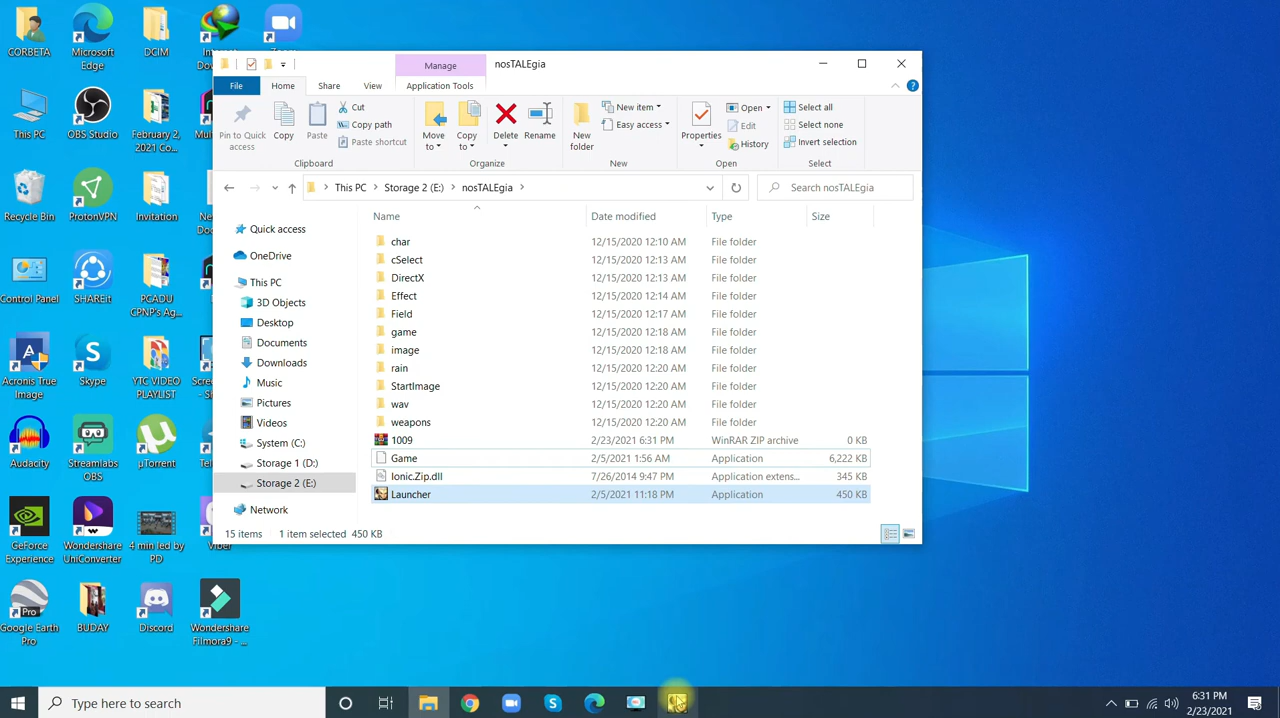 CORBETA
Microsoft Edge
DCIM
Internet Dow
Zoom
This PC
OBS Studio
February 2, 2021 Co...
Mul
Recycle Bin
ProtonVPN
Invitation
Control Panel
SHAREit
PCADU CPNP's Ag...
Acronis True Image
Skype
YTC VIDEO PLAYLIST
Audacity
Streamlabs OBS
µTorrent
GeForce Experience
Wondershare UniConverter
4 min led by PD
Viber
Google Earth Pro
BUDAY
Discord
Wondershare Filmora9 - ...
Manage
nosTALEgia
File
Home
Share
View
Application Tools
Pin to Quick access
Copy
Paste
Cut
Copy path
Paste shortcut
Clipboard
Move to
Copy to
Delete
Rename
Organize
New folder
New item
Easy access
New
Properties
Open
Edit
History
Open
Select all
Select none
Invert selection
Select
This PC > Storage 2 (E:) > nosTALEgia >
Search nosTALEgia
Name Date modified Type Size
Quick access
OneDrive
This PC
3D Objects
Desktop
Documents
Downloads
Music
Pictures
Videos
System (C:)
Storage 1 (D:)
Storage 2 (E:)
Network
char 12/15/2020 12:10 AM File folder
cSelect 12/15/2020 12:13 AM File folder
DirectX 12/15/2020 12:13 AM File folder
Effect 12/15/2020 12:14 AM File folder
Field 12/15/2020 12:17 AM File folder
game 12/15/2020 12:18 AM File folder
image 12/15/2020 12:18 AM File folder
rain 12/15/2020 12:20 AM File folder
StartImage 12/15/2020 12:20 AM File folder
wav 12/15/2020 12:20 AM File folder
weapons 12/15/2020 12:20 AM File folder
1009 2/23/2021 6:31 PM WinRAR ZIP archive 0 KB
Game 2/5/2021 1:56 AM Application 6,222 KB
Ionic.Zip.dll 7/26/2014 9:47 PM Application extens... 345 KB
Launcher 2/5/2021 11:18 PM Application 450 KB
15 items 1 item selected 450 KB
Type here to search
6:31 PM
2/23/2021